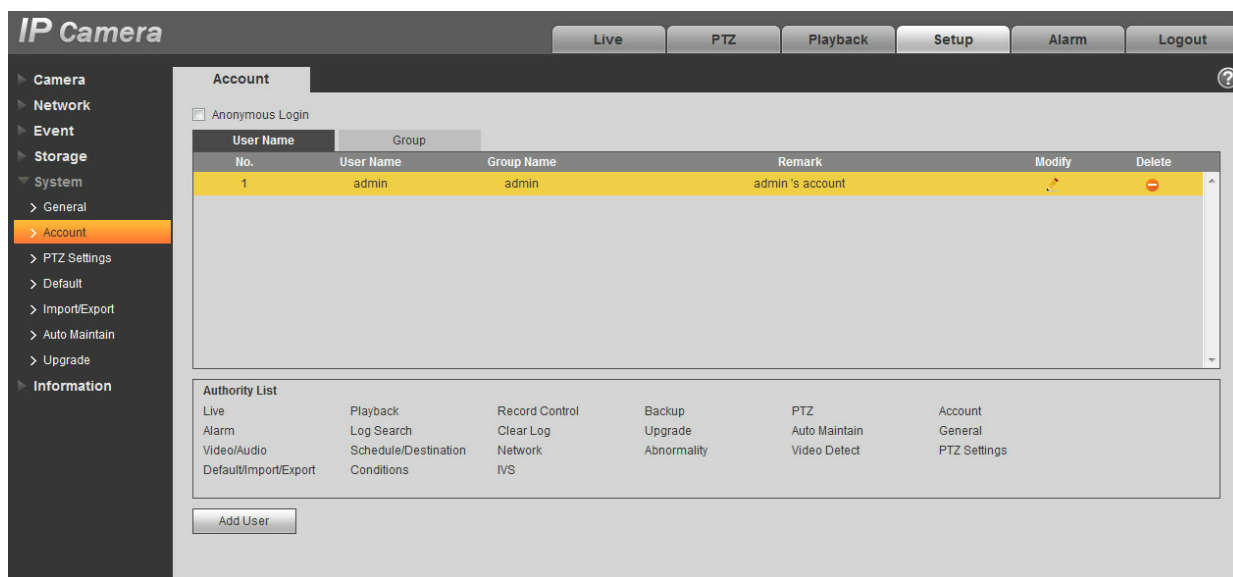 IP Camera
Live PTZ Playback Setup Alarm Logout
Camera
Network
Event
Storage
System
General
Account
PTZ Settings
Default
Import/Export
Auto Maintain
Upgrade
Information
Account
?
Anonymous Login
User Name Group
No. User Name Group Name Remark Modify Delete
1 admin admin admin 's account
Authority List
Live Playback Record Control Backup PTZ Account
Alarm Log Search Clear Log Upgrade Auto Maintain General
Video/Audio Schedule/Destination Network Abnormality Video Detect PTZ Settings
Default/Import/Export Conditions IVS
Add User